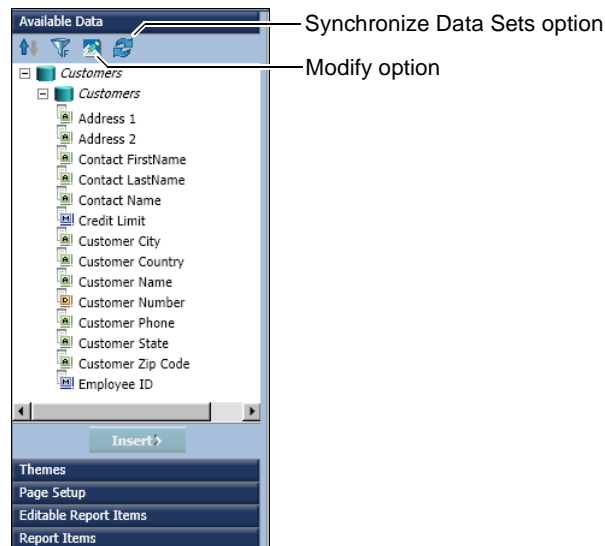 Available Data
Synchronize Data Sets option
Modify option
Customers
Customers
Address 1
Address 2
Contact FirstName
Contact LastName
Contact Name
Credit Limit
Customer City
Customer Country
Customer Name
Customer Number
Customer Phone
Customer State
Customer Zip Code
Employee ID
Insert
Themes
Page Setup
Editable Report Items
Report Items